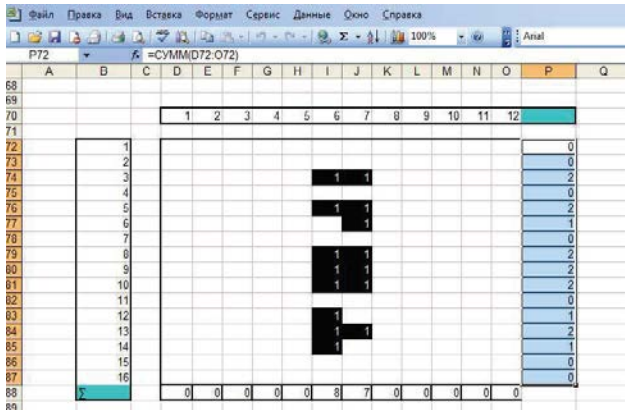 Файл Правка Вид Вставка Формат Сервис Данные Окно Справка
Σ 100% Arial
P72 fx =СУММ(D72:O72)
A B C D E F G H I J K L M N O P Q
68
69
70 1 2 3 4 5 6 7 8 9 10 11 12
71
72 1 0
73 2 0
74 3 1 1 2
75 4 0
76 5 1 1 2
77 6 1 1
78 7 0
79 8 1 1 2
80 9 1 1 2
81 10 1 1 2
82 11 0
83 12 1 1
84 13 1 1 2
85 14 1 1
86 15 0
87 16 0
88 Σ 0 0 0 0 0 8 7 0 0 0 0 0
89